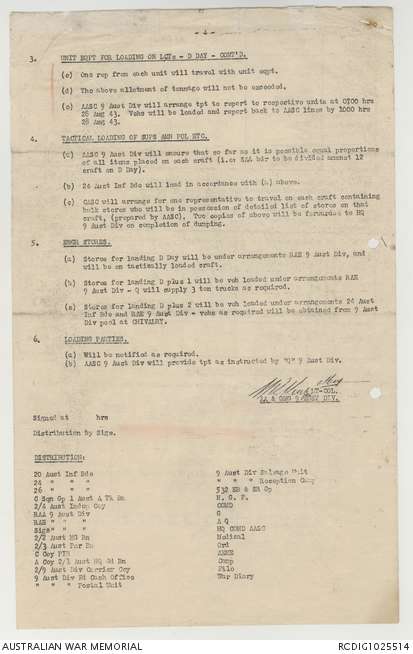 - 4 -
3. UNIT EQPT FOR LOADING ON LCTs - D DAY - CONT'D.
(c) One rep from each unit will travel with unit eqpt.
(d) The above allotment of tonnage will not be exceeded.
(e) AASC 9 Aust Div will arrange tpt to report to respective units at 0700 hrs
28 Aug 43. Vehs will be loaded and report back to AASC lines by 1000 hrs
28 Aug 43.
4. TACTICAL LOADING OF SUPS AMN POL ETC.
(a) AASC 9 Aust Div will ensure that so far as it is possible equal proportions
of all items placed on each craft (i.e. SAA bdr to be divided amongst 12
craft on D Day).
(b) 26 Aust Inf Bde will load in accordance with (a) above.
(c) CASC will arrange for one representative to travel on each craft containing
bulk stores who will be in possession of detailed list of stores on that
craft, (prepared by AASC). Two copies of above will be forwarded to HQ
9 Aust Div on completion of dumping.
5. ENGR STORES.
(a) Stores for loading D Day will be under arrangements RAE 9 Aust Div, and
will be on tactically loaded craft.
(b) Stores for loading D plus 1 will be veh loaded under arrangements RAE
9 Aust Div - Q will supply 3 ton trucks as required.
(c) Stores for loading D plus 2 will be veh loaded under arrangements 24 Aust
Inf Bde and RAE 9 Aust Div - vehs as required will be obtained from 9 Aust
Div pool at CHIVALRY.
6. LOADING PARTIES.
(a) Will be notified as required.
(b) AASC 9 Aust Div will provide tpt as instructed by "Q" 9 Aust Div.
LT-COL.
AA & QMG 9 AUST DIV.
Signed at hrs
Distribution by Sigs.
DISTRIBUTION:
20 Aust Inf Bde
24 " " "
26 " " "
C Sqn Gp 1 Aust A Tk Bn
2/4 Aust Indep Coy
RAA 9 Aust Div
RAE " " "
Sigs " " "
2/2 Aust MG Bn
2/3 Aust Pnr Bn
C Coy PIB
A Coy 2/1 Aust HQ Gd Bn
2/9 Aust Div Carrier Coy
9 Aust Div Fd Cash Office
" " " Postal Unit
9 Aust Div Salvage Unit
" " " Reception Camp
532 EB & SR Gp
N. G. F.
COMD
G
A Q
HQ COMD AASC
Medical
Ord
AEME
Camp
File
War Diary
AUSTRALIAN WAR MEMORIAL
RCDIG1025514